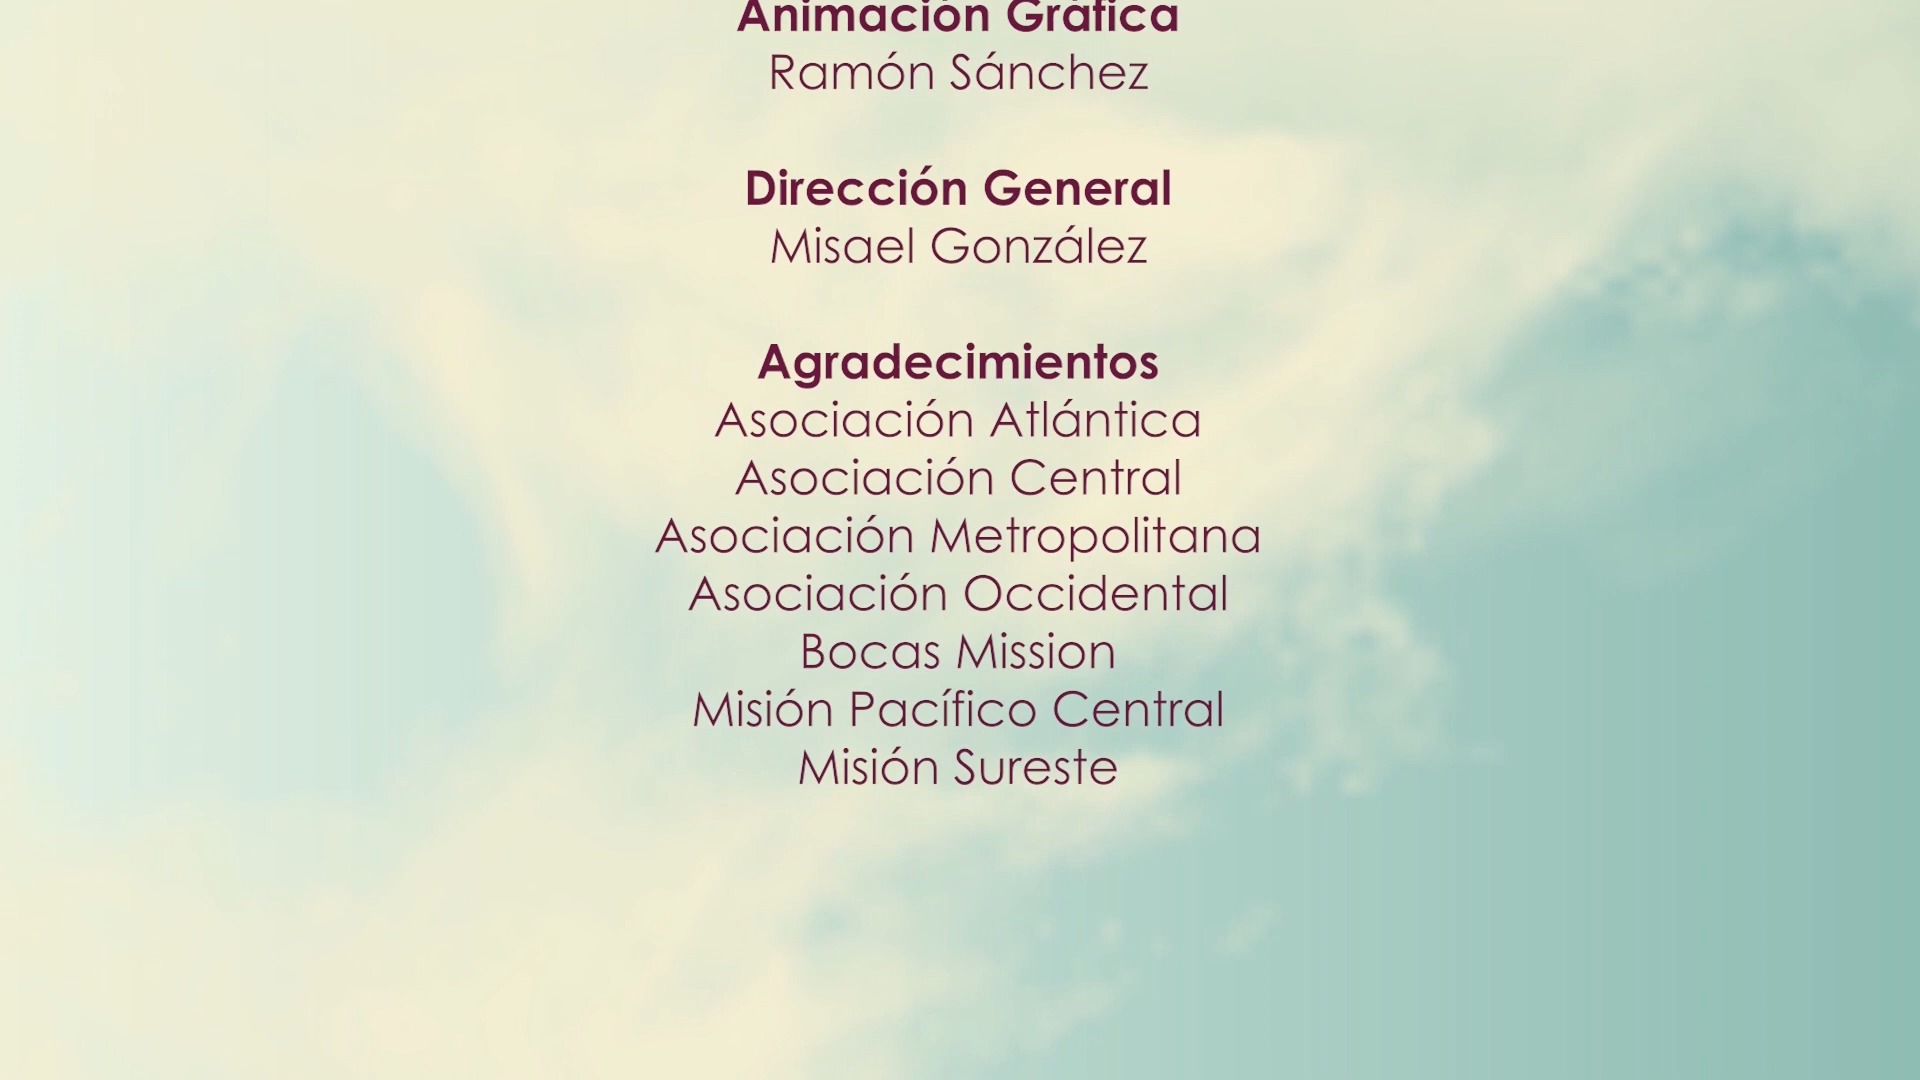 Animación Gráfica
Ramón Sánchez
Dirección General
Misael González
Agradecimientos
Asociación Atlántica
Asociación Central
Asociación Metropolitana
Asociación Occidental
Bocas Mission
Misión Pacífico Central
Misión Sureste